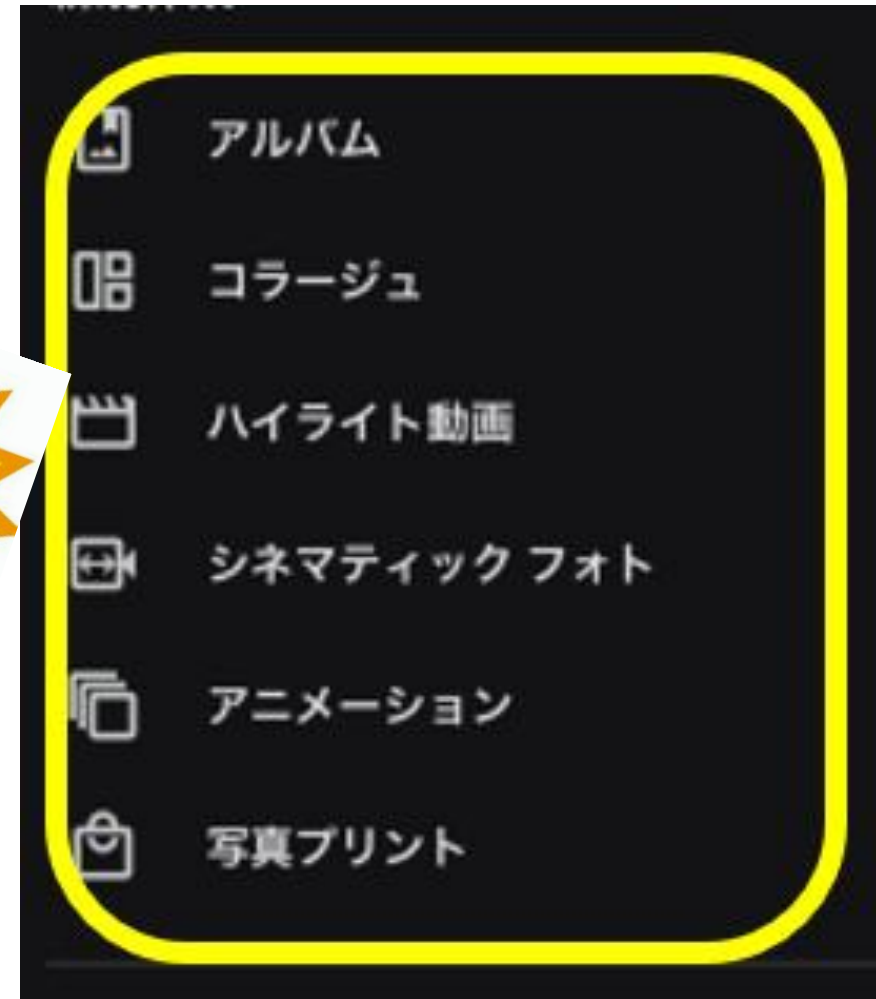 アルバム
コラージュ
ハイライト動画
シネマティック フォト
アニメーション
写真プリント